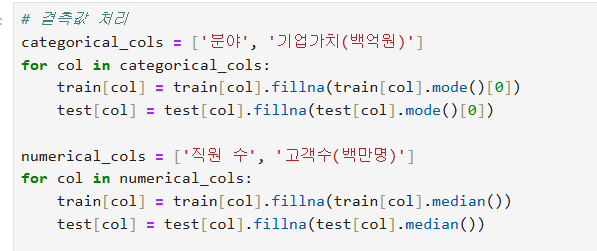 # 결측값 처리
categorical_cols = ['분야', '기업가치(백억원)']
for col in categorical_cols:
    train[col] = train[col].fillna(train[col].mode()[0])
    test[col] = test[col].fillna(test[col].mode()[0])

numerical_cols = ['직원 수', '고객수(백만명)']
for col in numerical_cols:
    train[col] = train[col].fillna(train[col].median())
    test[col] = test[col].fillna(test[col].median())